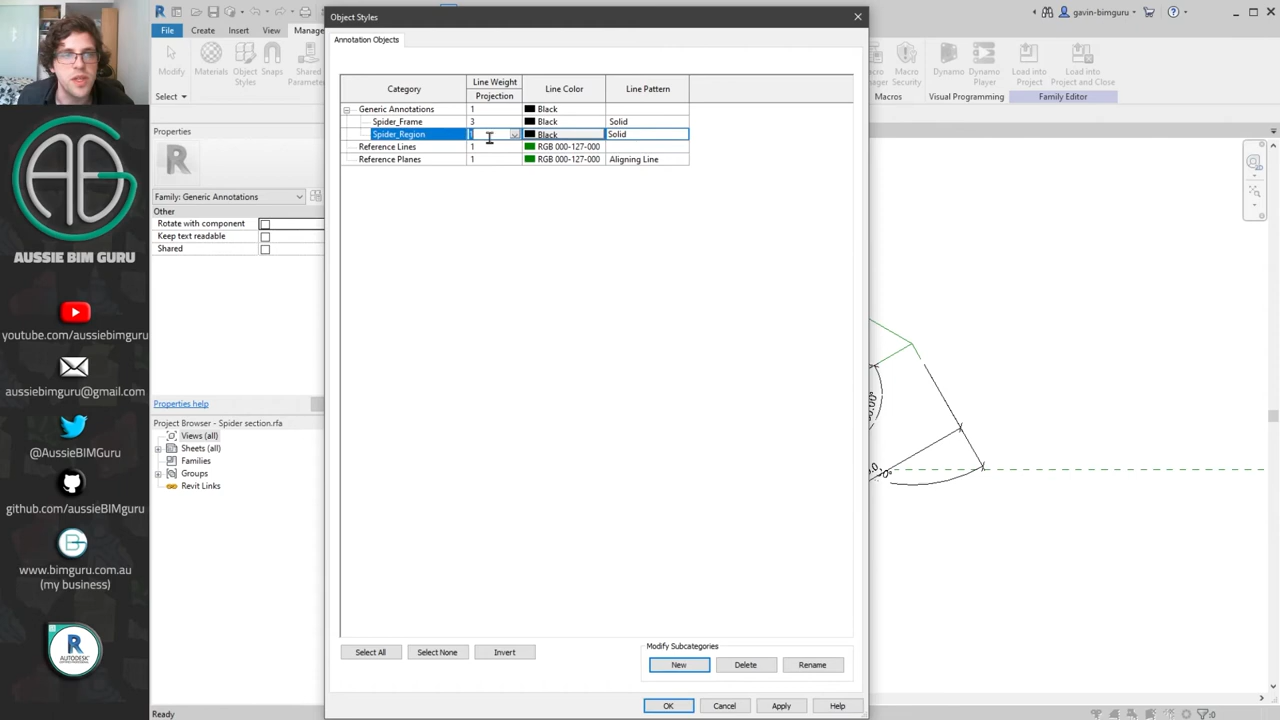 AUSSIE BIM GURU
youtube.com/aussiebimguru
aussiebimguru@gmail.com
@AussieBIMGuru
github.com/aussieBIMguru
www.bimguru.com.au
(my business)
R
AUTODESK
File
Create
Insert
View
Manage
gavin-bimguru
Modify
Materials
Object
Styles
Snaps
Shared
Parameters
Select
Macro
Security
Dynamo
Dynamo
Player
Load into
Project
Load into
Project and Close
Macros
Visual Programming
Family Editor
Properties
Family: Generic Annotations
Other
Rotate with component
Keep text readable
Shared
Properties help
Project Browser - Spider section.rfa
Views (all)
Sheets (all)
Families
Groups
Revit Links
Ready
Object Styles
Annotation Objects
Category
Line Weight
Projection
Line Color
Line Pattern
Generic Annotations 1 Black
Spider_Frame 3 Black Solid
Spider_Region 1 Black Solid
Reference Lines 1 RGB 000-127-000
Reference Planes 1 RGB 000-127-000 Aligning Line
Select All
Select None
Invert
Modify Subcategories
New
Delete
Rename
OK
Cancel
Apply
Help
:0